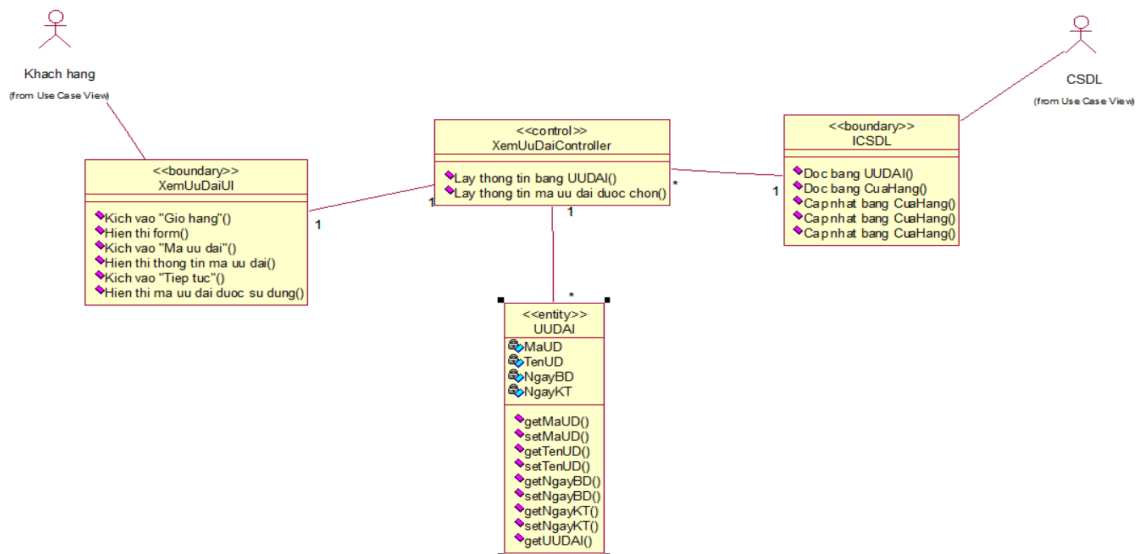 Khach hang
(from Use Case View)
CSDL
(from Use Case View)
<<boundary>>
XemUuDaiUI
Kich vao "Gio hang"()
Hien thi form()
Kich vao "Ma uu dai"()
Hien thi thong tin ma uu dai()
Kich vao "Tiep tuc"()
Hien thi ma uu dai duoc su dung()
1
1
<<control>>
XemUuDaiController
Lay thong tin bang UUDAI()
Lay thong tin ma uu dai duoc chon()
1
*
1
<<boundary>>
ICSDL
Doc bang UUDAI()
Doc bang CuaHang()
Cap nhat bang CuaHang()
Cap nhat bang CuaHang()
Cap nhat bang CuaHang()
*
<<entity>>
UUDAI
MaUD
TenUD
NgayBD
NgayKT
getMaUD()
setMaUD()
getTenUD()
setTenUD()
getNgayBD()
setNgayBD()
getNgayKT()
setNgayKT()
getUUDAI()